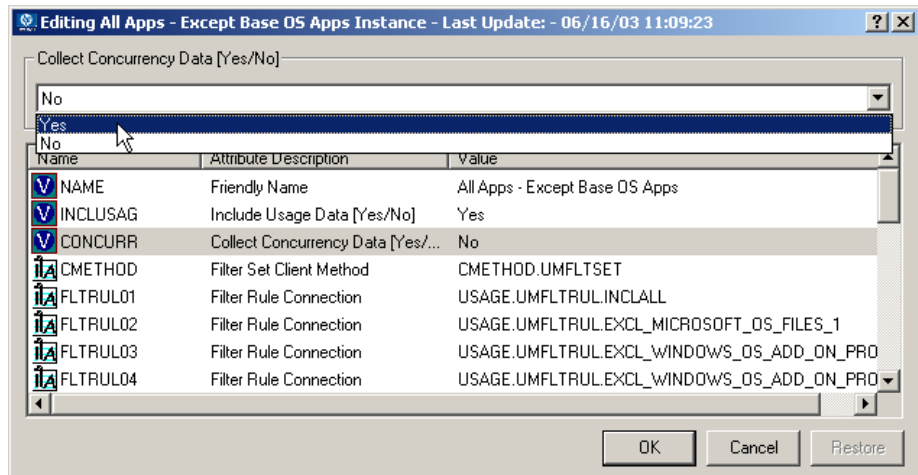 Editing All Apps - Except Base OS Apps Instance - Last Update: - 06/16/03 11:09:23
Collect Concurrency Data [Yes/No]
No
Yes
No
Name Attribute Description Value
NAME Friendly Name All Apps - Except Base OS Apps
INCLUSAG Include Usage Data [Yes/No] Yes
CONCURR Collect Concurrency Data [Yes/... No
CMETHOD Filter Set Client Method CMETHOD.UMFLTSET
FLTRUL01 Filter Rule Connection USAGE.UMFLTRUL.INCLALL
FLTRUL02 Filter Rule Connection USAGE.UMFLTRUL.EXCL_MICROSOFT_OS_FILES_1
FLTRUL03 Filter Rule Connection USAGE.UMFLTRUL.EXCL_WINDOWS_OS_ADD_ON_PRO
FLTRUL04 Filter Rule Connection USAGE.UMFLTRUL.EXCL_WINDOWS_OS_ADD_ON_PRO
OK Cancel Restore